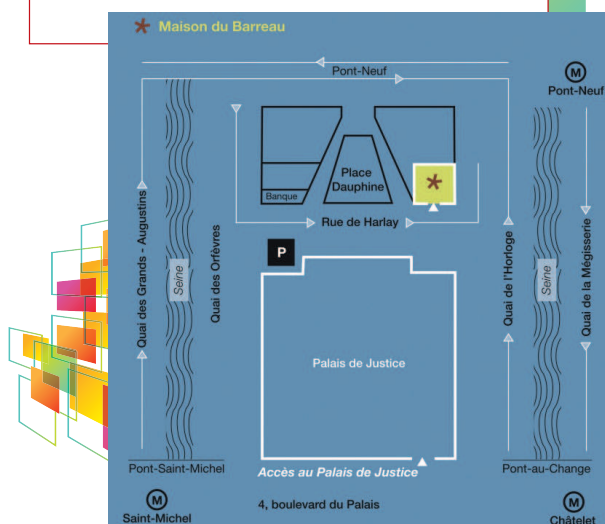 * Maison du Barreau
Pont-Neuf
M
Pont-Neuf
Place
Dauphine
*
Banque
Rue de Harlay
P
Quai des Grands - Augustins
Seine
Quai des Orfèvres
Quai de l'Horloge
Seine
Quai de la Mégisserie
Palais de Justice
Pont-Saint-Michel
Accès au Palais de Justice
Pont-au-Change
M
Saint-Michel
4, boulevard du Palais
M
Châtelet